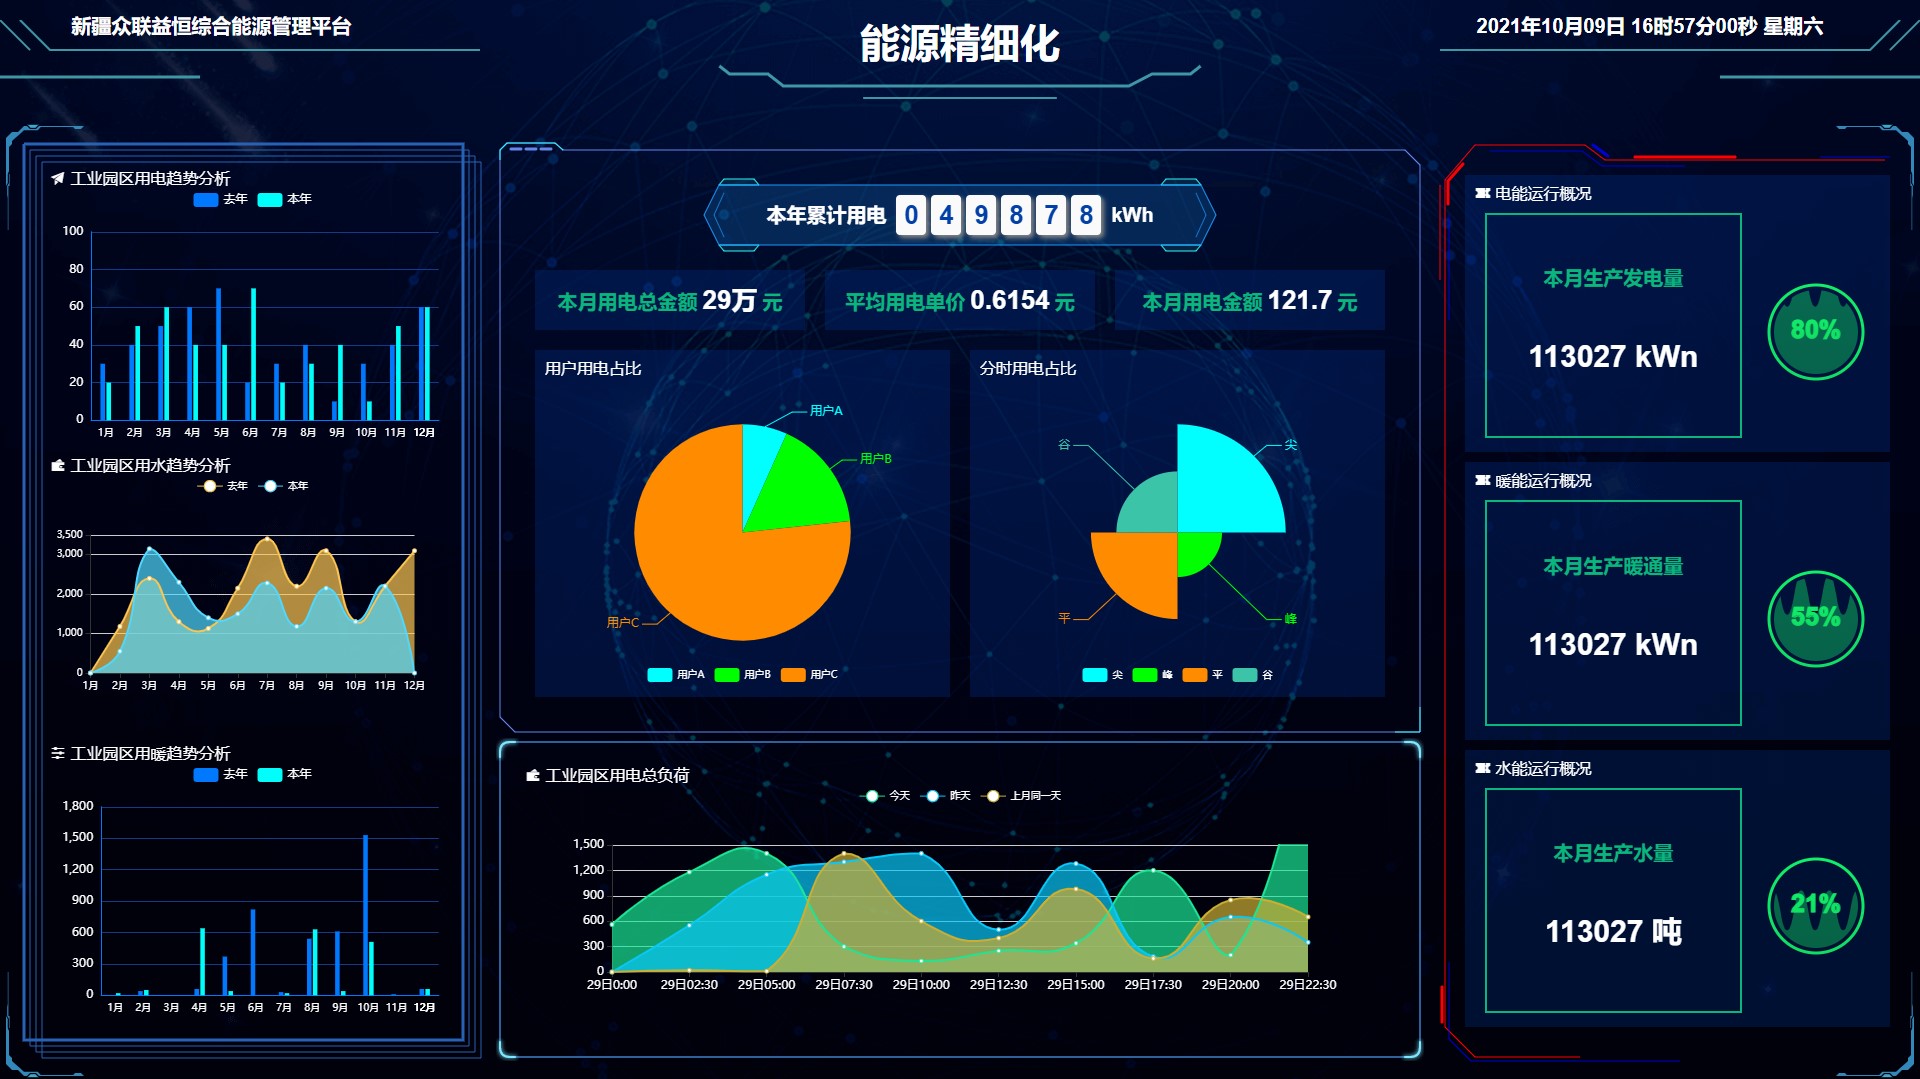 新疆众联益恒综合能源管理平台
能源精细化
2021年10月09日 16时57分00秒 星期六
工业园区用电趋势分析
去年 本年
100
80
60
40
20
0
1月 2月 3月 4月 5月 6月 7月 8月 9月 10月 11月 12月
工业园区用水趋势分析
去年 本年
3,500
3,000
2,000
1,000
0
1月 2月 3月 4月 5月 6月 7月 8月 9月 10月 11月 12月
工业园区用暖趋势分析
去年 本年
1,800
1,500
1,200
900
600
300
0
1月 2月 3月 4月 5月 6月 7月 8月 9月 10月 11月 12月
本年累计用电 0 4 9 8 7 8 kWh
本月用电总金额 29万 元
平均用电单价 0.6154 元
本月用电金额 121.7 元
用户用电占比
用户A
用户B
用户C
用户A 用户B 用户C
分时用电占比
谷
尖
平
峰
尖 峰 平 谷
工业园区用电总负荷
今天 昨天 上月同一天
1,500
1,200
900
600
300
0
29日0:00 29日02:30 29日05:00 29日07:30 29日10:00 29日12:30 29日15:00 29日17:30 29日20:00 29日22:30
电能运行概况
本月生产发电量
113027 kWn
80%
暖能运行概况
本月生产暖通量
113027 kWn
55%
水能运行概况
本月生产水量
113027 吨
21%